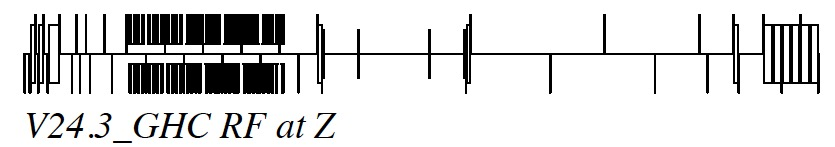 V24.3_GHC RF at Z